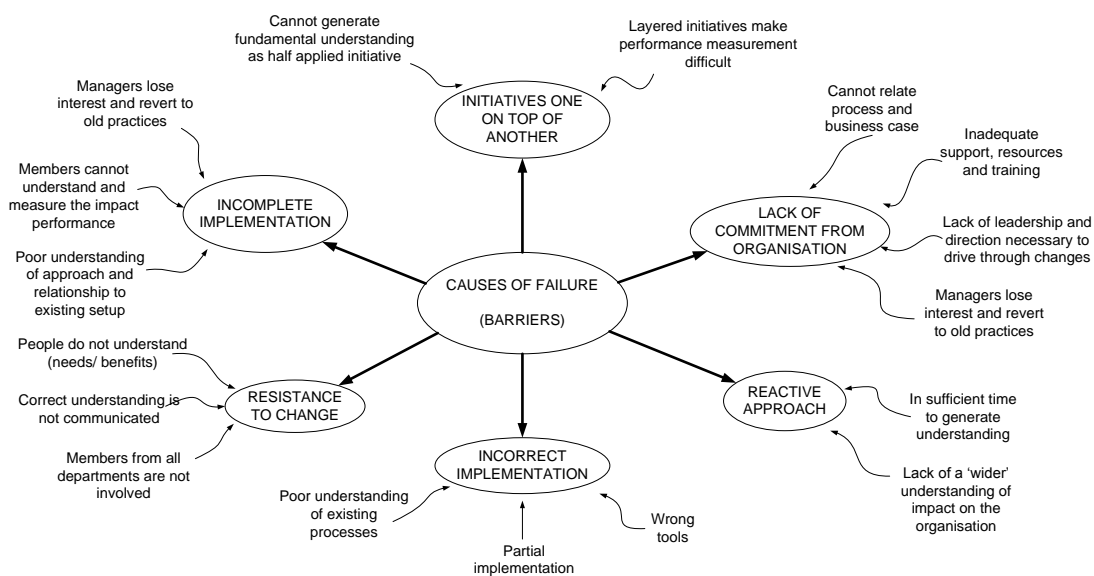 Cannot generate
fundamental understanding
as half applied initiative
Layered initiatives make
performance measurement
difficult
INITIATIVES ONE
ON TOP OF
ANOTHER
Managers lose
interest and revert to
old practices
Members cannot
understand and
measure the impact
performance
Poor understanding
of approach and
relationship to
existing setup
INCOMPLETE
IMPLEMENTATION
Cannot relate
process and
business case
Inadequate
support, resources
and training
Lack of leadership and
direction necessary to
drive through changes
Managers lose
interest and revert
to old practices
LACK OF
COMMITMENT FROM
ORGANISATION
CAUSES OF FAILURE
(BARRIERS)
People do not understand
(needs/ benefits)
Correct understanding is
not communicated
Members from all
departments are not
involved
RESISTANCE
TO CHANGE
INCORRECT
IMPLEMENTATION
Poor understanding
of existing
processes
Partial
implementation
Wrong
tools
REACTIVE
APPROACH
In sufficient time
to generate
understanding
Lack of a ‘wider’
understanding of
impact on the
organisation